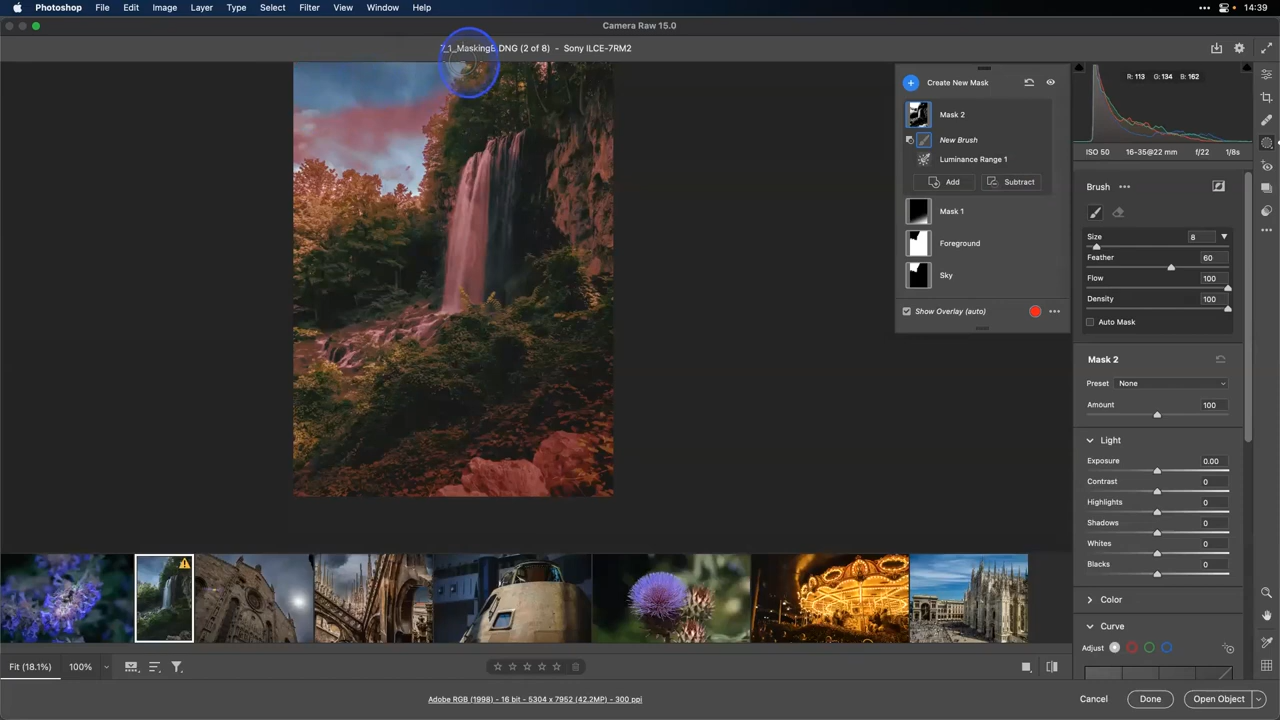 Photoshop File Edit Image Layer Type Select Filter View Window Help 14:39
Camera Raw 15.0
DNG (2 of 8) - Sony ILCE-7RM2
R: 113 G: 134 B: 162
Create New Mask
Mask 2
New Brush
Luminance Range 1
Add Subtract
Mask 1
Foreground
Sky
Show Overlay (auto)
ISO 50 16-35@22 mm f/22 1/8s
Brush
Size 8
Feather 60
Flow 100
Density 100
Auto Mask
Mask 2
Preset None
Amount 100
Light
Exposure 0.00
Contrast 0
Highlights 0
Shadows 0
Whites 0
Blacks 0
Color
Curve
Adjust
Fit (18.1%) 100%
Adobe RGB (1998) - 16 bit - 5304 x 7952 (42.2MP) - 300 ppi
Cancel Done Open Object